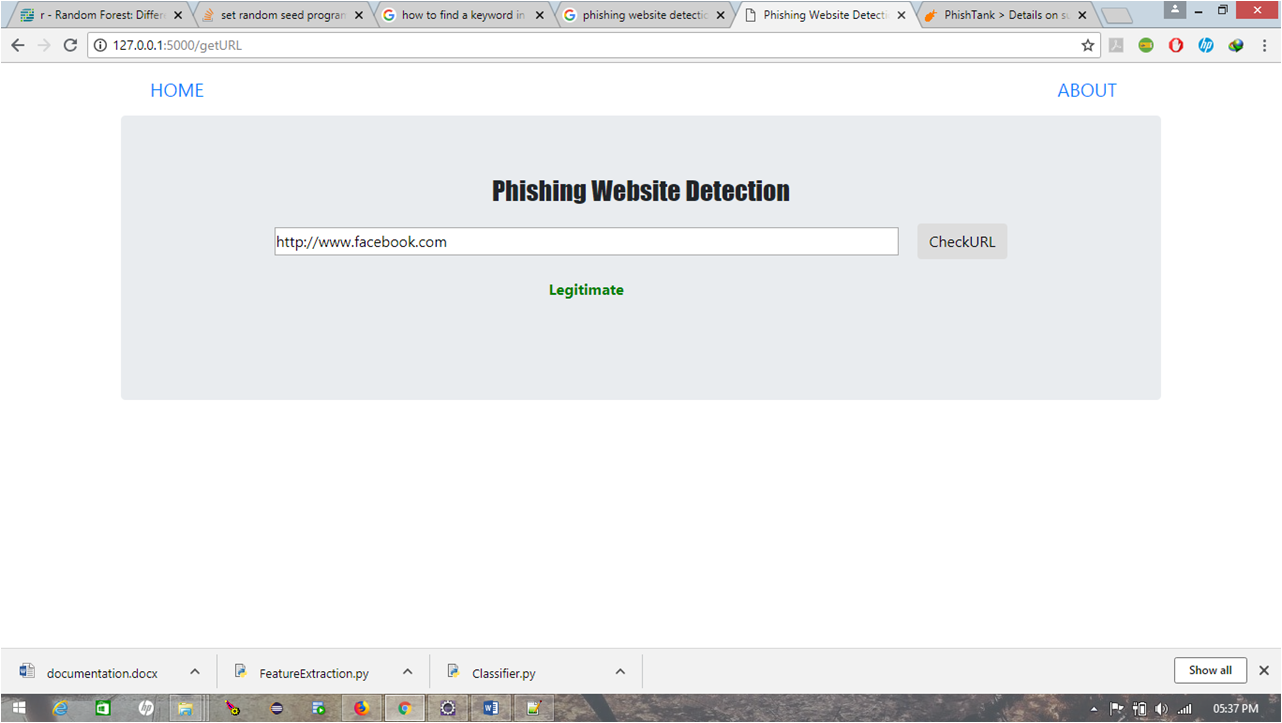 r - Random Forest: Differe
set random seed program
how to find a keyword in
phishing website detectic
Phishing Website Detecti
PhishTank > Details on su
127.0.0.1:5000/getURL
HOME
ABOUT
Phishing Website Detection
http://www.facebook.com
CheckURL
Legitimate
documentation.docx
FeatureExtraction.py
Classifier.py
Show all
05:37 PM